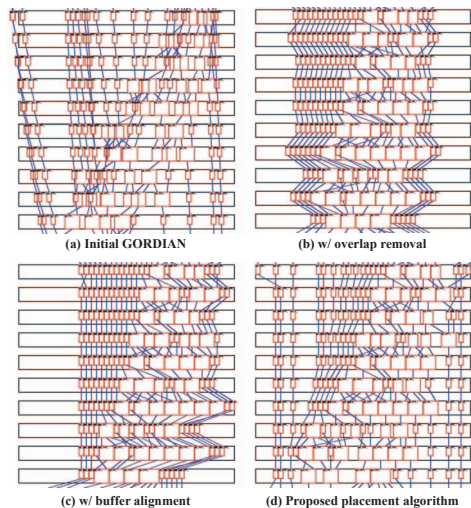 (a) Initial GORDIAN
(b) w/ overlap removal
(c) w/ buffer alignment
(d) Proposed placement algorithm